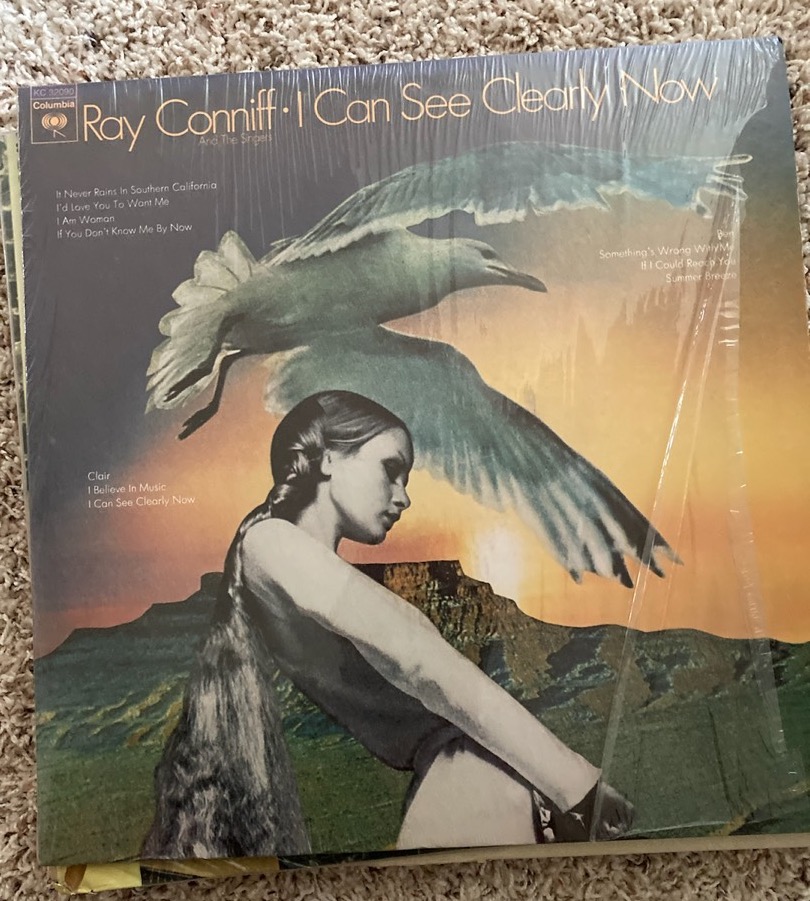 KC 32090
Columbia
Ray Conniff • I Can See Clearly Now
And The Singers
It Never Rains In Southern California
I'd Love You To Want Me
I Am Woman
If You Don't Know Me By Now
Ben
Something's Wrong With Me
If I Could Reach You
Summer Breeze
Clair
I Believe In Music
I Can See Clearly Now